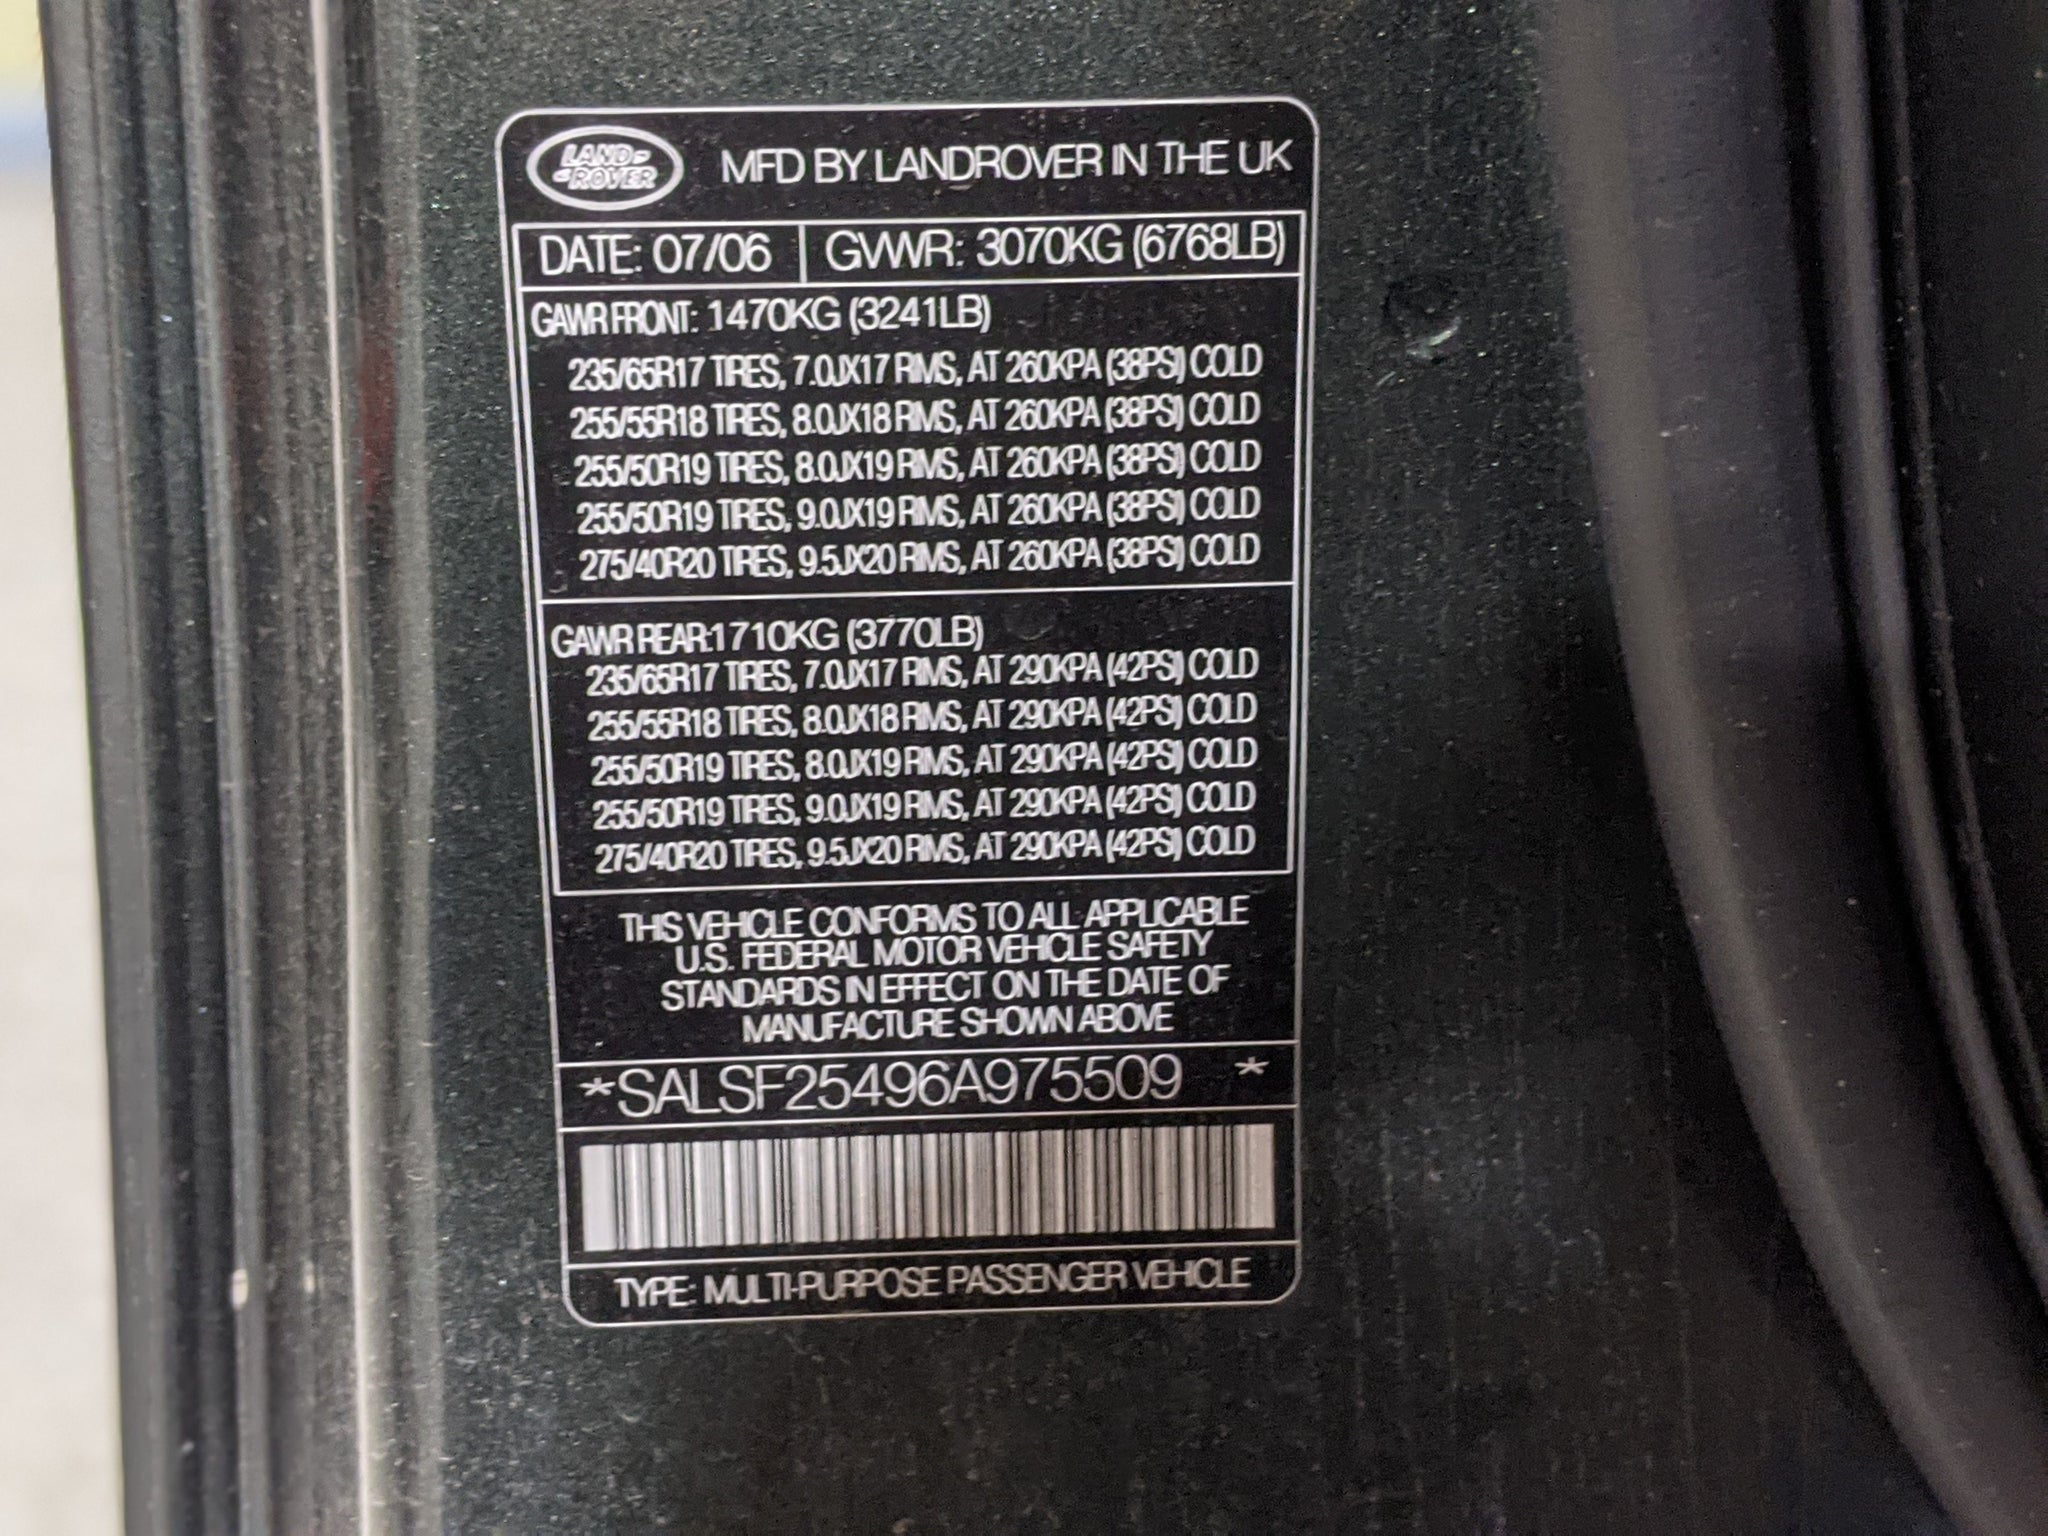 LAND ROVER MFD BY LANDROVER IN THE UK
DATE: 07/06 GVWR: 3070KG (6768LB)
GAWR FRONT: 1470KG (3241LB)
235/65R17 TIRES, 7.0JX17 RIMS, AT 260KPA (38PSI) COLD
255/55R18 TIRES, 8.0JX18 RIMS, AT 260KPA (38PSI) COLD
255/50R19 TIRES, 8.0JX19 RIMS, AT 260KPA (38PSI) COLD
255/50R19 TIRES, 9.0JX19 RIMS, AT 260KPA (38PSI) COLD
275/40R20 TIRES, 9.5JX20 RIMS, AT 260KPA (38PSI) COLD
GAWR REAR:1710KG (3770LB)
235/65R17 TIRES, 7.0JX17 RIMS, AT 290KPA (42PSI) COLD
255/55R18 TIRES, 8.0JX18 RIMS, AT 290KPA (42PSI) COLD
255/50R19 TIRES, 8.0JX19 RIMS, AT 290KPA (42PSI) COLD
255/50R19 TIRES, 9.0JX19 RIMS, AT 290KPA (42PSI) COLD
275/40R20 TIRES, 9.5JX20 RIMS, AT 290KPA (42PSI) COLD
THIS VEHICLE CONFORMS TO ALL APPLICABLE
U.S. FEDERAL MOTOR VEHICLE SAFETY
STANDARDS IN EFFECT ON THE DATE OF
MANUFACTURE SHOWN ABOVE
*SALSF25496A975509 *
TYPE: MULTI-PURPOSE PASSENGER VEHICLE